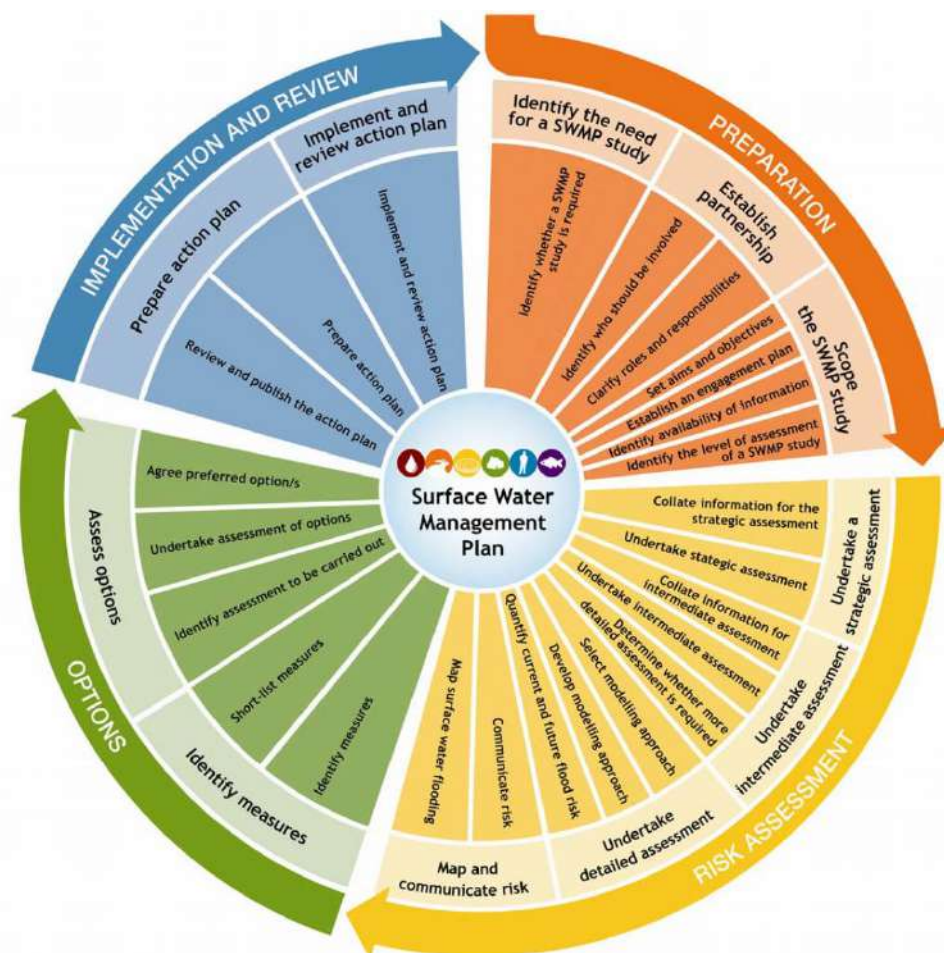 PREPARATION
Identify the need
for a SWMP study
Establish
partnership
Scope
the SWMP study
Identify whether a SWMP
study is required
Identify who should be involved
Clarify roles and responsibilities
Set aims and objectives
Establish an engagement plan
Identify availability of information
Identify the level of assessment
of a SWMP study
RISK ASSESSMENT
Undertake a
strategic assessment
Undertake
intermediate assessment
Undertake
detailed assessment
Map and
communicate risk
Collate information for the
strategic assessment
Undertake stategic assessment
Collate information for
intermediate assessment
Undertake intermediate assessment
Determine whether more
detailed assessment is required
Select modelling approach
Develop modelling approach
Quantify current and future flood risk
Communicate risk
Map surface water flooding
OPTIONS
Identify measures
Assess options
Identify measures
Short-list measures
Identify assessment to be carried out
Undertake assessment of options
Agree preferred option/s
IMPLEMENTATION AND REVIEW
Prepare action plan
Implement and
review action plan
Review and publish the action plan
Prepare action plan
Implement and review action plan
Surface Water
Management
Plan